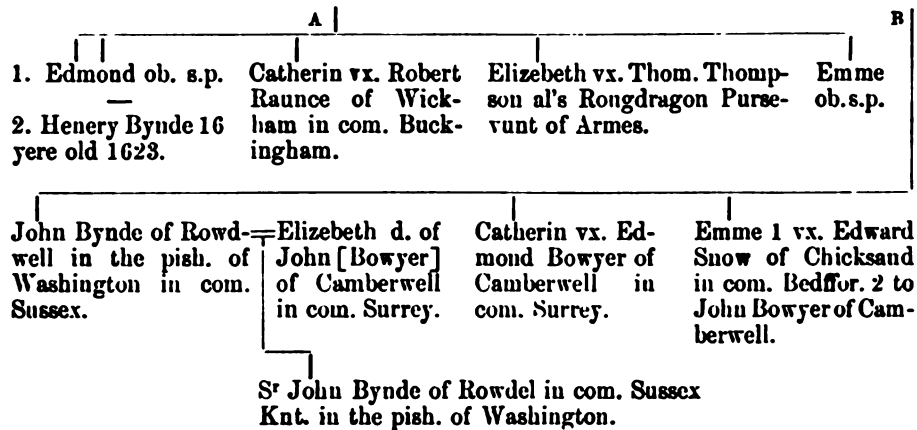 A B
1. Edmond ob. s.p.
—
2. Henery Bynde 16
yere old 1623.
Catherin vx. Robert
Raunce of Wick-
ham in com. Buck-
ingham.
Elizebeth vx. Thom. Thomp-
son al's Rongdragon Purse-
vunt of Armes.
Emme
ob.s.p.
John Bynde of Rowd-
well in the pish. of
Washington in com.
Sussex.
Elizebeth d. of
John [Bowyer]
of Camberwell
in com. Surrey.
Catherin vx. Ed-
mond Bowyer of
Camberwell in
com. Surrey.
Emme 1 vx. Edward
Snow of Chicksand
in com. Bedffor. 2 to
John Bowyer of Cam-
berwell.
Sr John Bynde of Rowdel in com. Sussex
Knt. in the pish. of Washington.